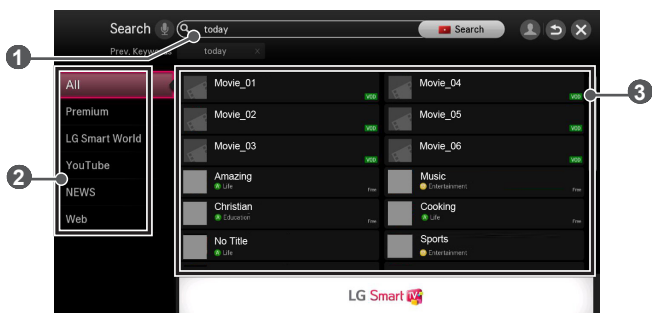 Search
today
Search
Prev. Keywords
today x
1
All
Premium
LG Smart World
YouTube
NEWS
Web
2
Movie_01
VOD
Movie_04
VOD
Movie_02
VOD
Movie_05
VOD
Movie_03
VOD
Movie_06
VOD
Amazing
Life
Free
Music
Entertainment
Free
Christian
Education
Free
Cooking
Life
Free
No Title
Life
Sports
Entertainment
3
LG Smart TV